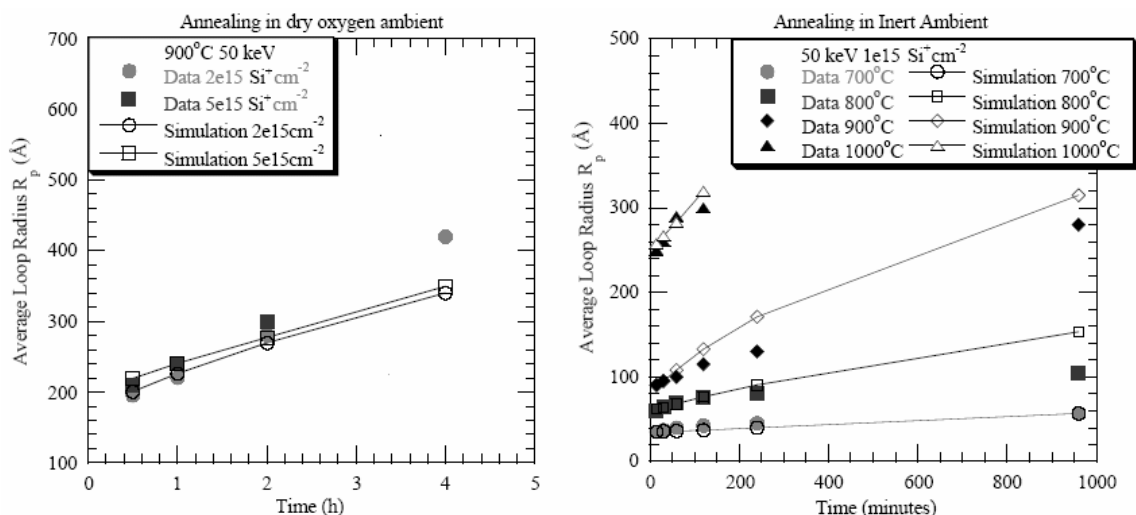 Annealing in dry oxygen ambient
700
600
500
400
300
200
100
Average Loop Radius R_p (Å)
900°C 50 keV
Data 2e15 Si⁺cm⁻²
Data 5e15 Si⁺cm⁻²
Simulation 2e15cm⁻²
Simulation 5e15cm⁻²
0 1 2 3 4 5
Time (h)
Annealing in Inert Ambient
500
400
300
200
100
0
Average Loop Radius R_p (Å)
50 keV 1e15 Si⁺cm⁻²
Data 700°C Simulation 700°C
Data 800°C Simulation 800°C
Data 900°C Simulation 900°C
Data 1000°C Simulation 1000°C
0 200 400 600 800 1000
Time (minutes)